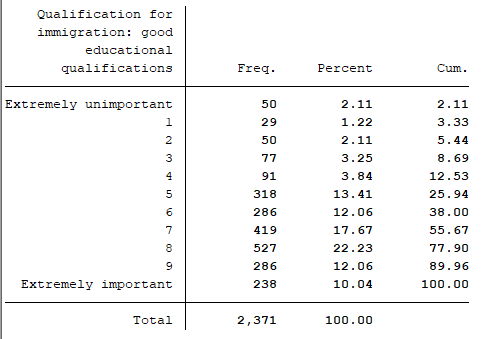 Qualification for
immigration: good
educational
qualifications Freq. Percent Cum.
Extremely unimportant 50 2.11 2.11
1 29 1.22 3.33
2 50 2.11 5.44
3 77 3.25 8.69
4 91 3.84 12.53
5 318 13.41 25.94
6 286 12.06 38.00
7 419 17.67 55.67
8 527 22.23 77.90
9 286 12.06 89.96
Extremely important 238 10.04 100.00
Total 2,371 100.00